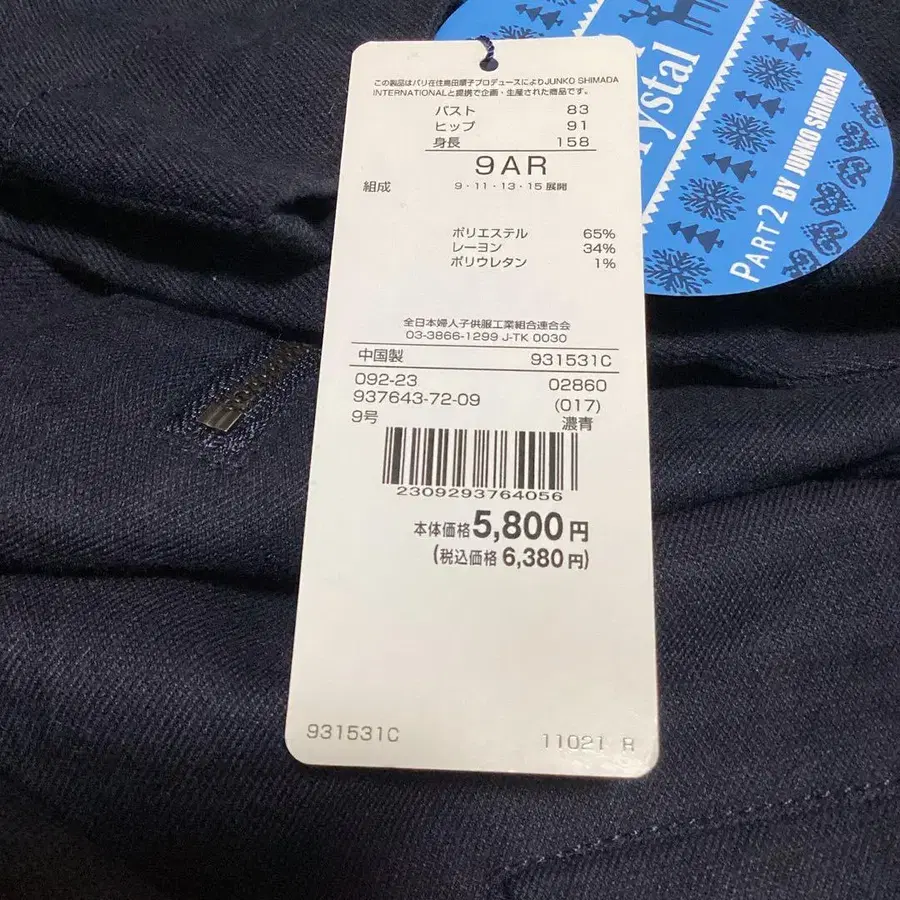 この製品はパリ在住島田順子プロデュースによりJUNKO SHIMADA
INTERNATIONALと提携で企画・生産された商品です。
バスト 83
ヒップ 91
身長 158
9AR
組成 9・11・13・15 展開
ポリエステル 65%
レーヨン 34%
ポリウレタン 1%
全日本婦人子供服工業組合連合会
03-3866-1299 J-TK 0030
中国製 931531C
092-23 02860
937643-72-09 (017)
9号 濃青
2309293764056
本体価格 5,800 円
(税込価格 6,380 円)
931531C 11021 R
PART2 BY JUNKO SHIMADA